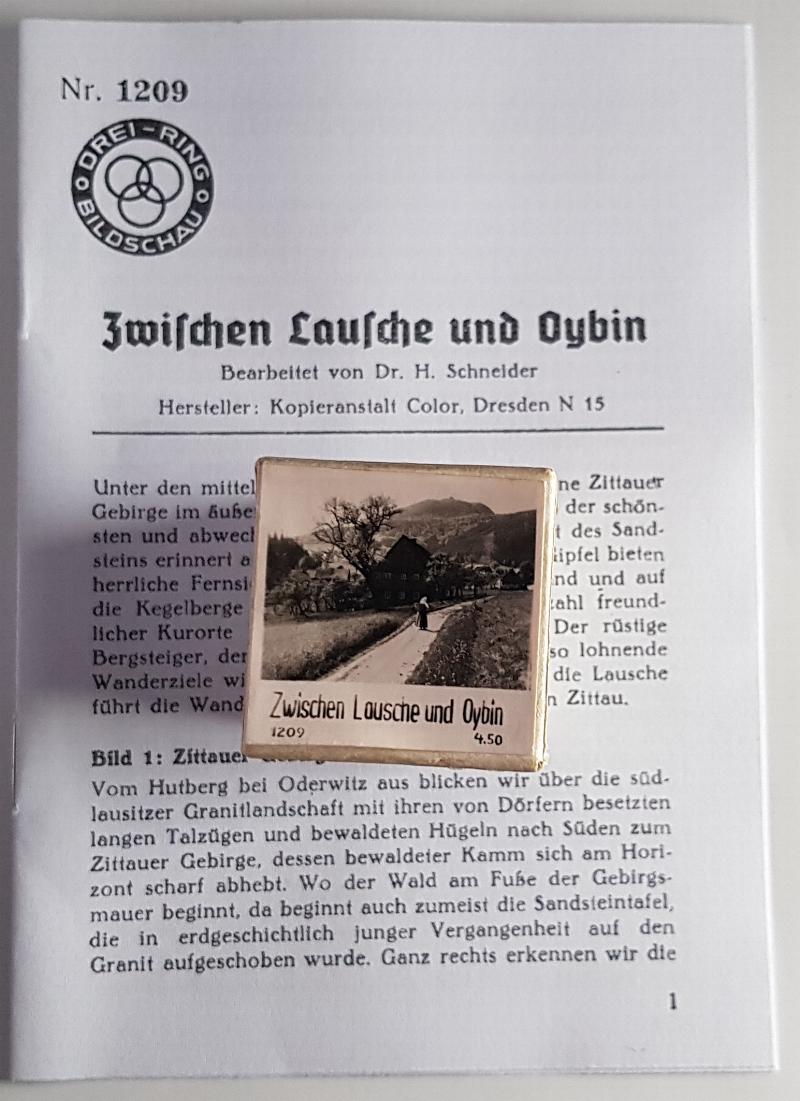 Nr. 1209
DREI-RING
BILDSCHAU
Zwiſchen Lauſche und Oybin
Bearbeitet von Dr. H. Schneider
Hersteller: Kopieranstalt Color, Dresden N 15
Unter den mittel ne Zittauer
Gebirge im äuße der schön-
sten und abwech t des Sand-
steins erinnert a ipfel bieten
herrliche Fernsi nd und auf
die Kegelberge zahl freund-
licher Kurorte Der rüstige
Bergsteiger, der so lohnende
Wanderziele wi die Lausche
führt die Wand n Zittau.
Zwischen Lausche und Oybin
1209
4.50
Bild 1: Zittauer
Vom Hutberg bei Oderwitz aus blicken wir über die süd-
lausitzer Granitlandschaft mit ihren von Dörfern besetzten
langen Talzügen und bewaldeten Hügeln nach Süden zum
Zittauer Gebirge, dessen bewaldeter Kamm sich am Hori-
zont scharf abhebt. Wo der Wald am Fuße der Gebirgs-
mauer beginnt, da beginnt auch zumeist die Sandsteintafel,
die in erdgeschichtlich junger Vergangenheit auf den
Granit aufgeschoben wurde. Ganz rechts erkennen wir die
1